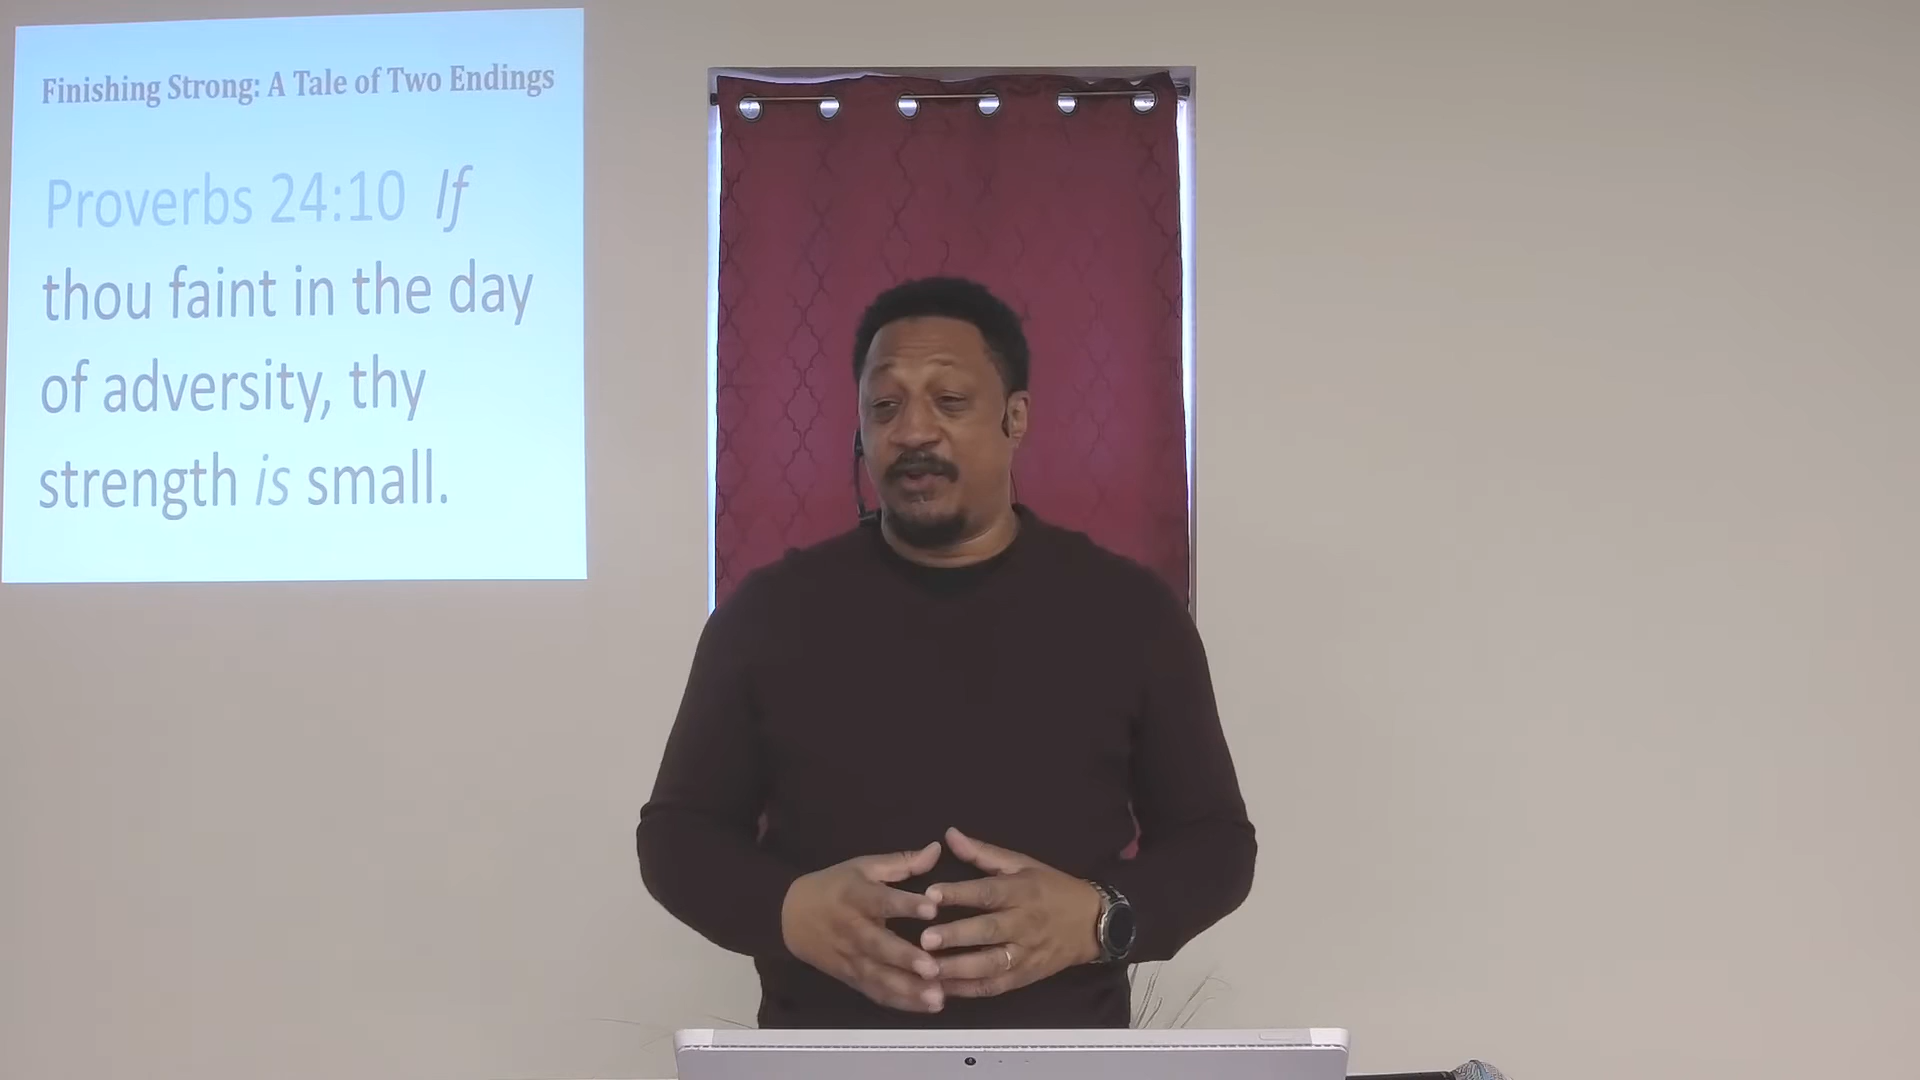 Finishing Strong: A Tale of Two Endings
Proverbs 24:10 If
thou faint in the day
of adversity, thy
strength is small.